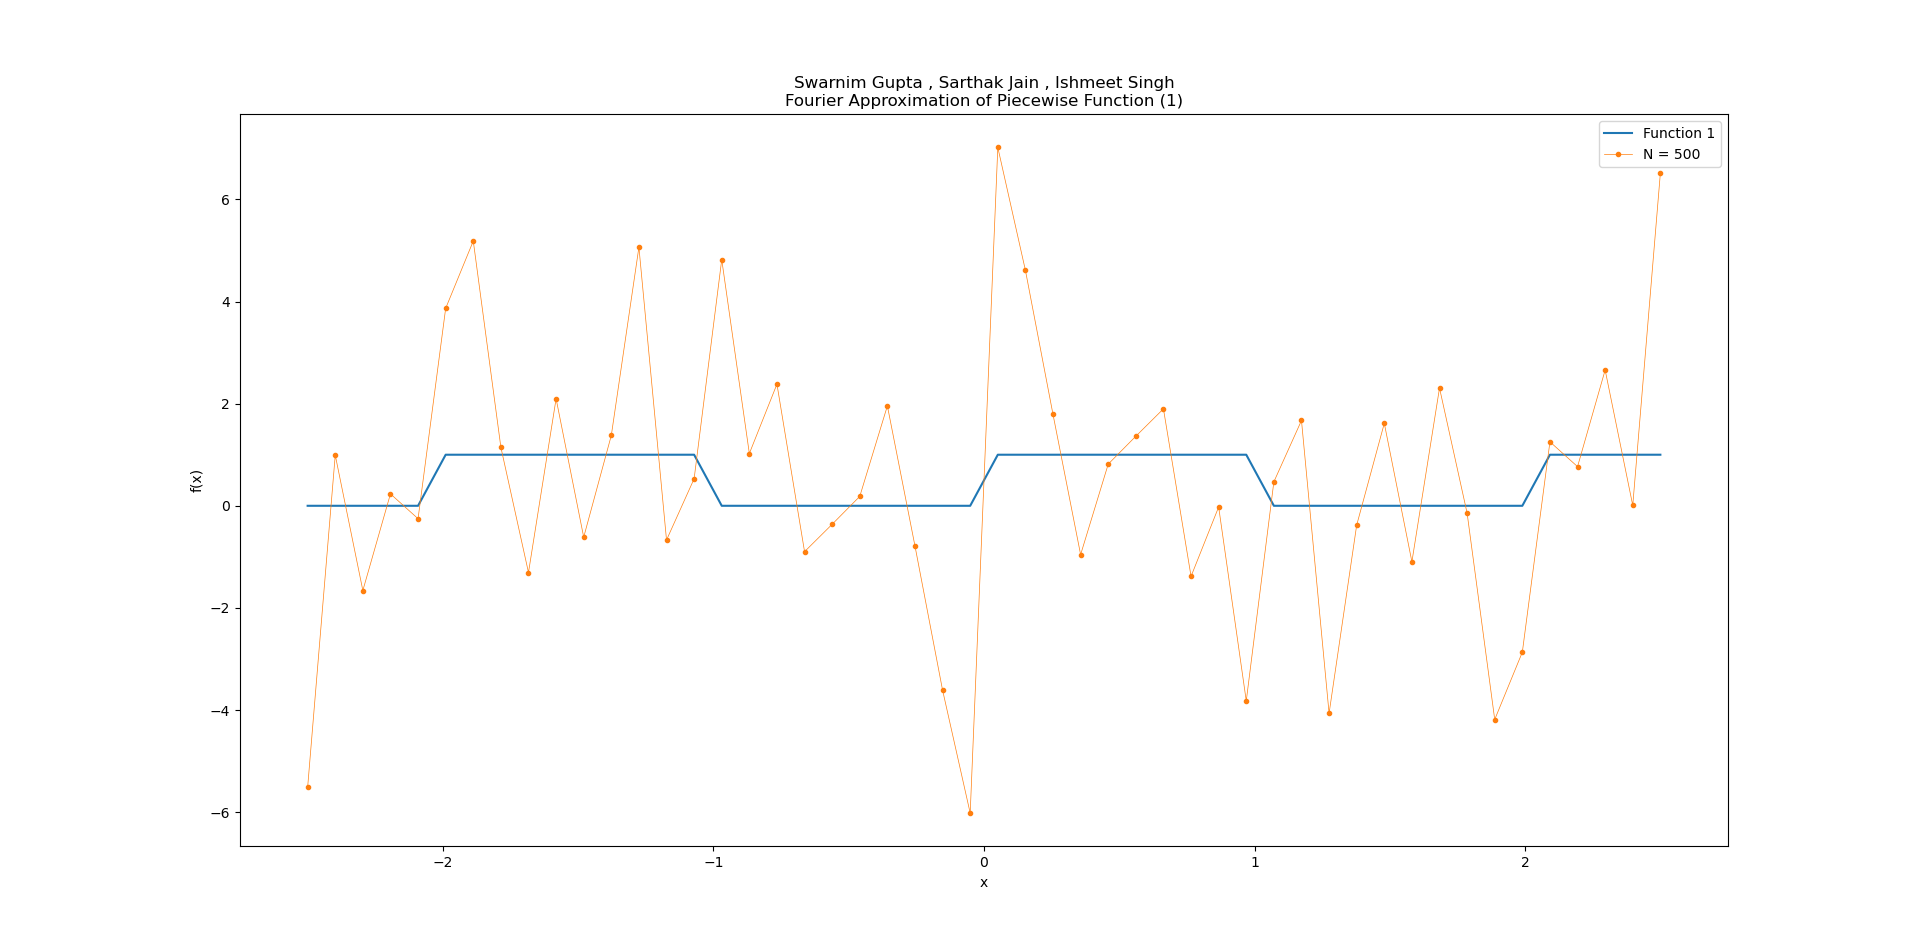 Swarnim Gupta , Sarthak Jain , Ishmeet Singh
Fourier Approximation of Piecewise Function (1)
Function 1
N = 500
f(x)
6
4
2
0
−2
−4
−6
−2
−1
0
1
2
x